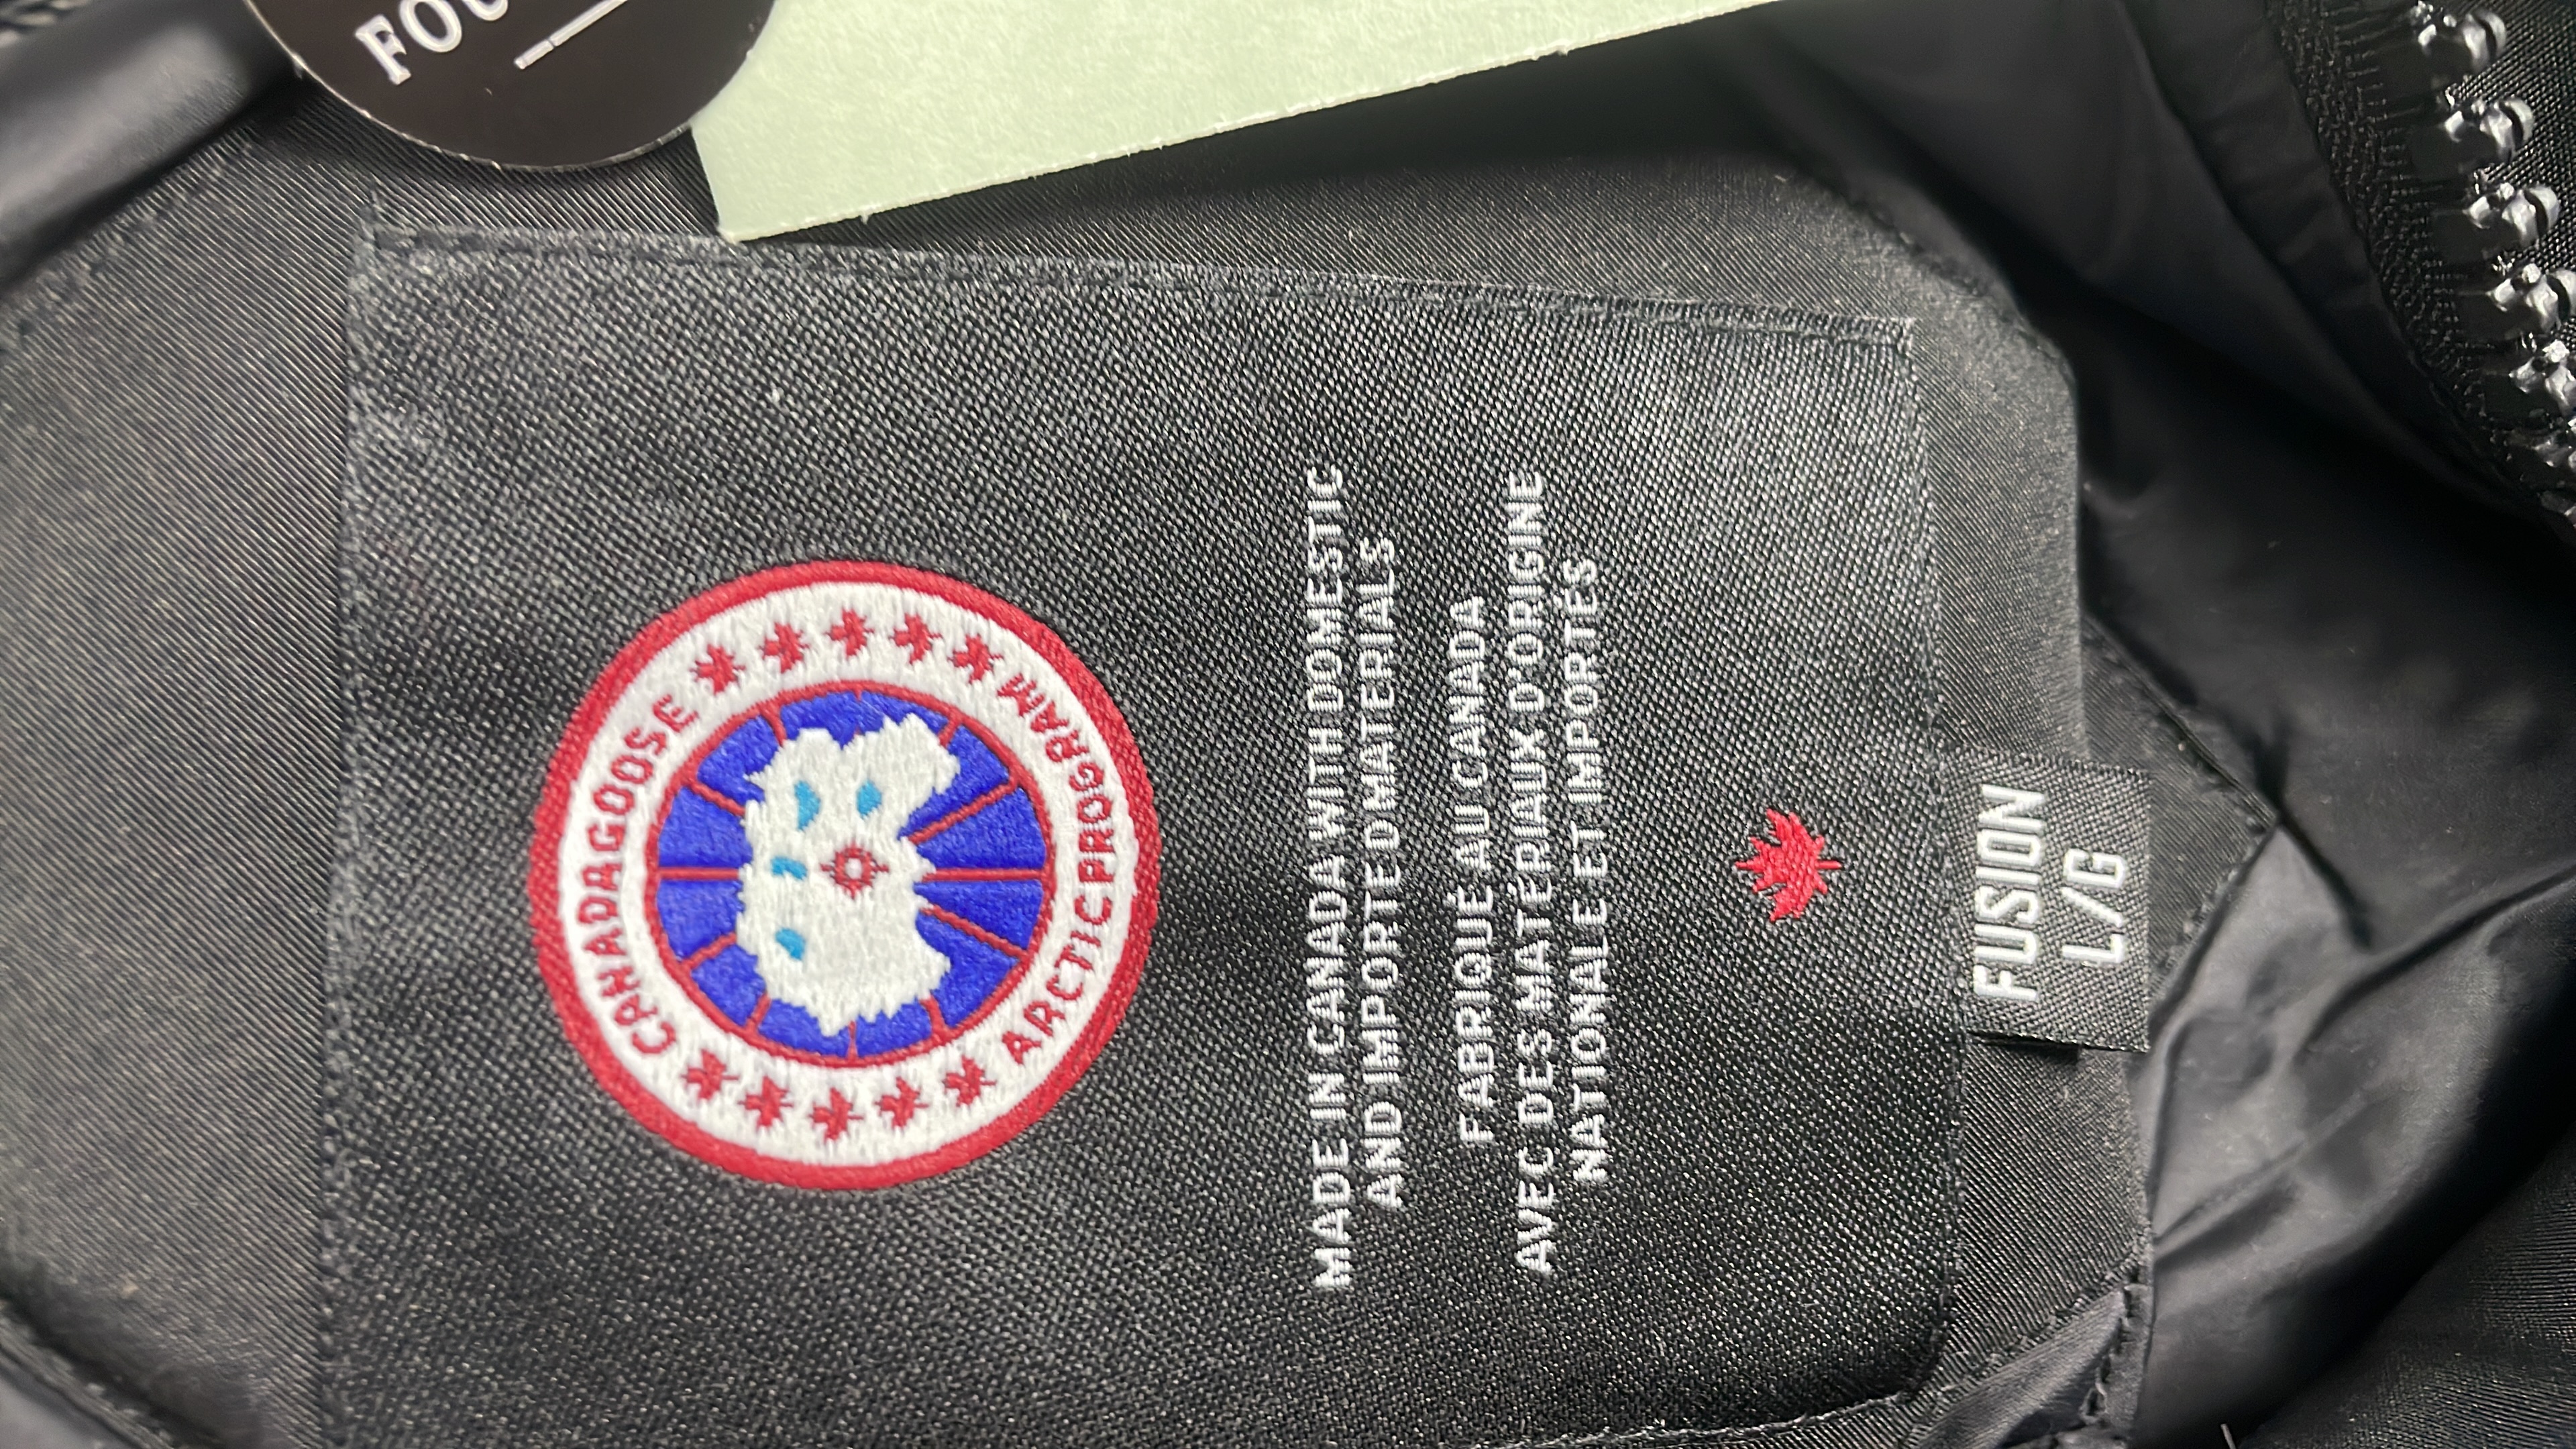 CANADA GOOSE
ARCTIC PROGRAM
MADE IN CANADA WITH DOMESTIC
AND IMPORTED MATERIALS
FABRIQUÉ AU CANADA
AVEC DES MATÉRIAUX D'ORIGINE
NATIONALE ET IMPORTÉS
FUSION
L/G